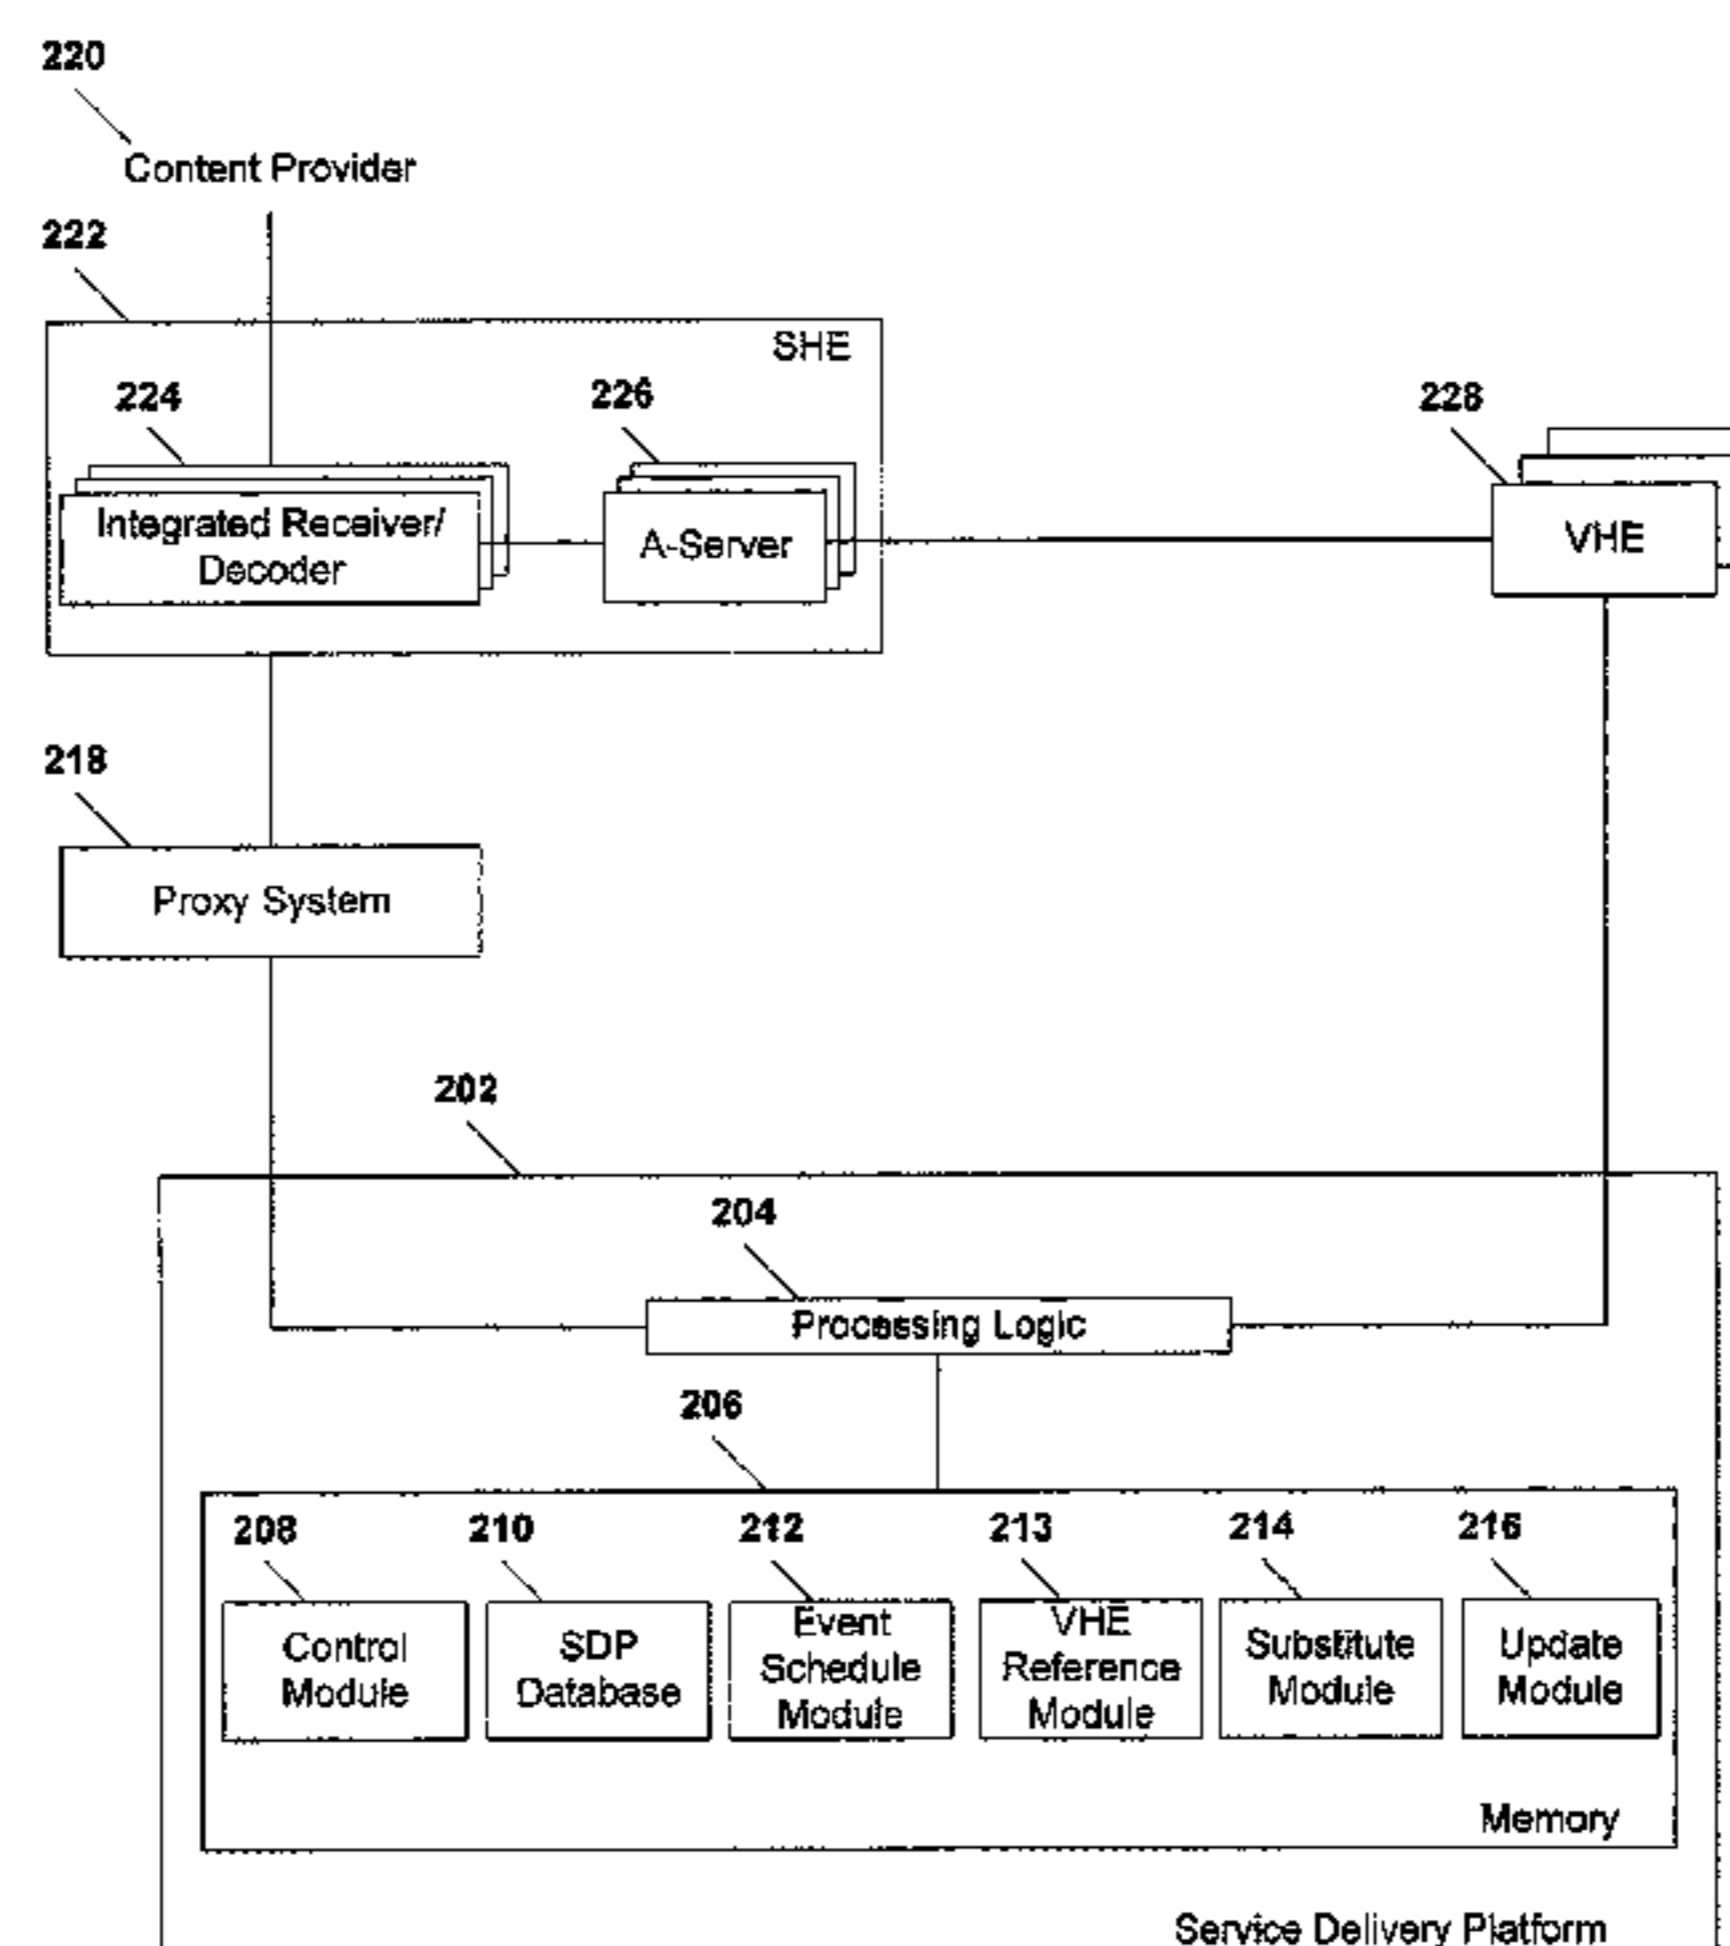 220
Content Provider
222
SHE
224
226
228
Integrated Receiver/
Decoder
A-Server
VHE
218
Proxy System
202
204
Processing Logic
206
208
210
212
213
214
216
Control
Module
SDP
Database
Event
Schedule
Module
VHE
Reference
Module
Substitute
Module
Update
Module
Memory
Service Delivery Platform